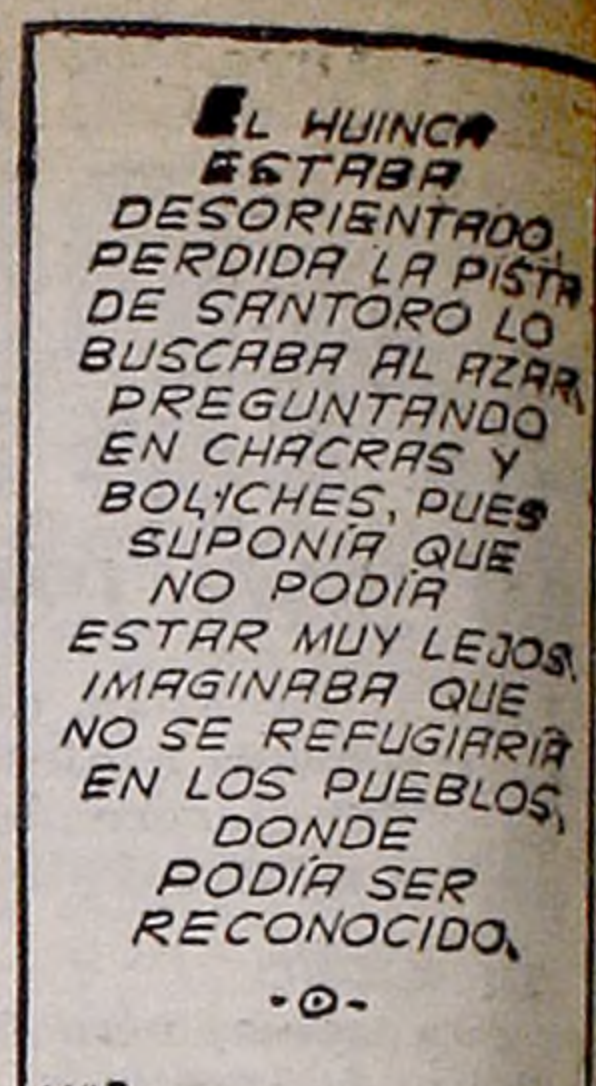 EL HUINCA
ESTABA
DESORIENTADO,
PERDIDA LA PISTA
DE SANTORO LO
BUSCABA AL AZAR,
PREGUNTANDO
EN CHACRAS Y
BOLICHES, PUES
SUPONÍA QUE
NO PODÍA
ESTAR MUY LEJOS.
IMAGINABA QUE
NO SE REFUGIARÍA
EN LOS PUEBLOS,
DONDE
PODÍA SER
RECONOCIDO.
-o-